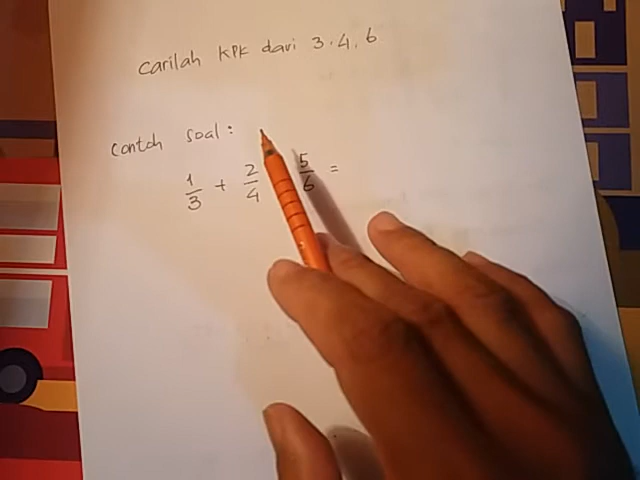 Carilah KPK dari 3.4.6
Contoh soal:
1/3 + 2/4 5/6 =